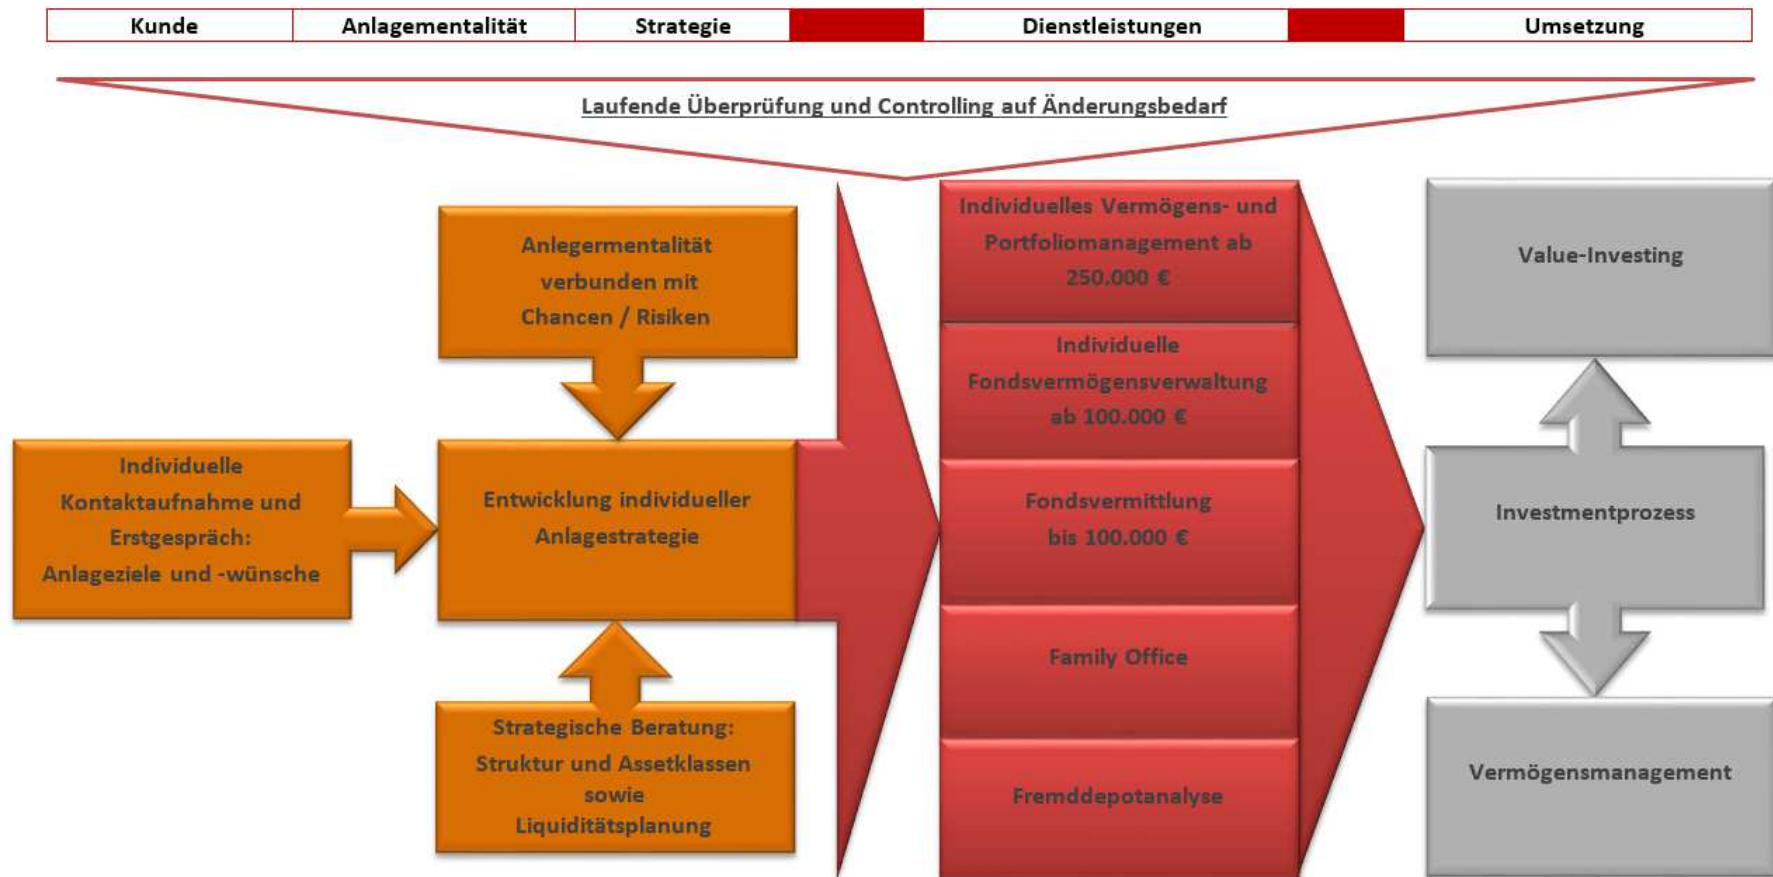 Kunde
Anlagementalität
Strategie
Dienstleistungen
Umsetzung
Laufende Überprüfung und Controlling auf Änderungsbedarf
Individuelle
Kontaktaufnahme und
Erstgespräch:
Anlageziele und -wünsche
Anlegermentalität
verbunden mit
Chancen / Risiken
Entwicklung individueller
Anlagestrategie
Strategische Beratung:
Struktur und Assetklassen
sowie
Liquiditätsplanung
Individuelles Vermögens- und
Portfoliomanagement ab
250.000 €
Individuelle
Fondsvermögensverwaltung
ab 100.000 €
Fondsvermittlung
bis 100.000 €
Family Office
Fremddepotanalyse
Value-Investing
Investmentprozess
Vermögensmanagement